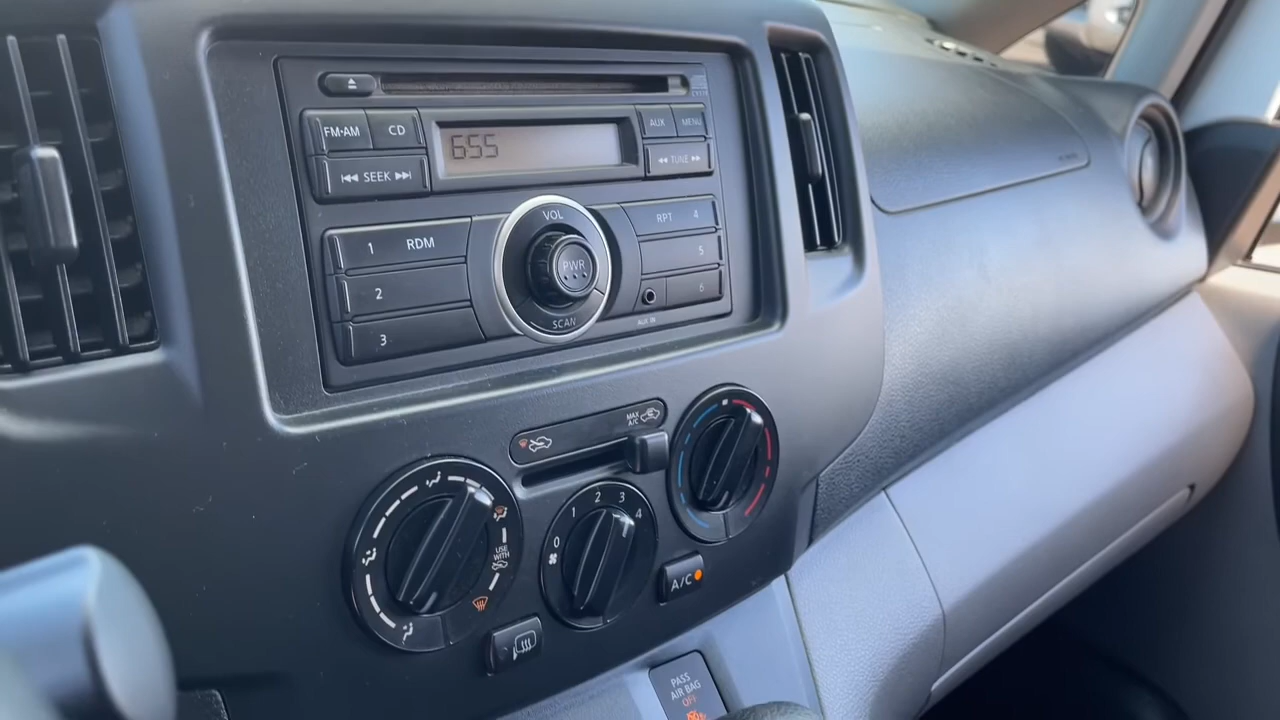 FM·AM
CD
SEEK
655
AUX
MENU
TUNE
1 RDM
2
3
VOL
PWR
SCAN
RPT 4
5
6
AUX IN
MAX
A/C
0 1 2 3 4
USE
WITH
A/C
PASS
AIR BAG
OFF